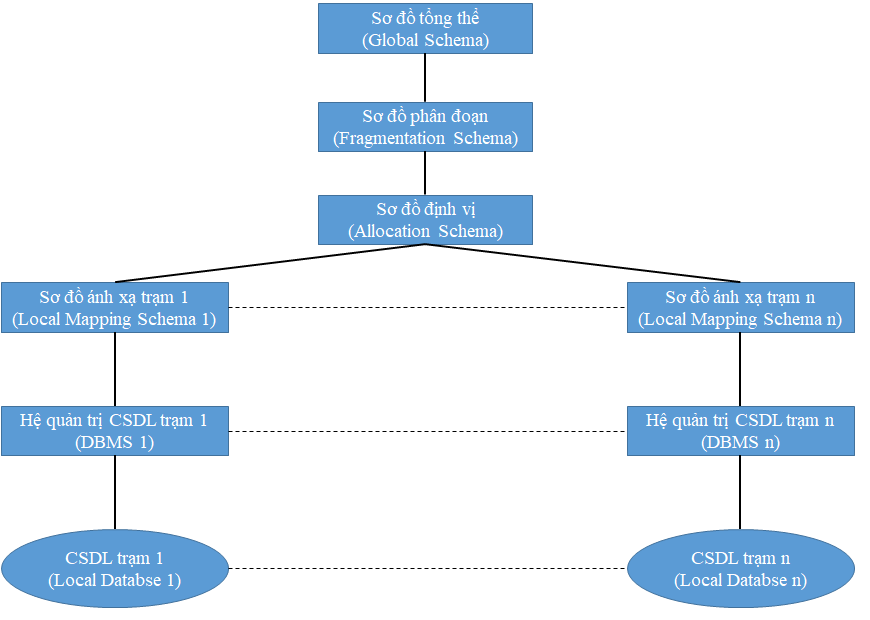 Sơ đồ tổng thể
(Global Schema)
Sơ đồ phân đoạn
(Fragmentation Schema)
Sơ đồ định vị
(Allocation Schema)
Sơ đồ ánh xạ trạm 1
(Local Mapping Schema 1)
Sơ đồ ánh xạ trạm n
(Local Mapping Schema n)
Hệ quản trị CSDL trạm 1
(DBMS 1)
Hệ quản trị CSDL trạm n
(DBMS n)
CSDL trạm 1
(Local Databse 1)
CSDL trạm n
(Local Databse n)